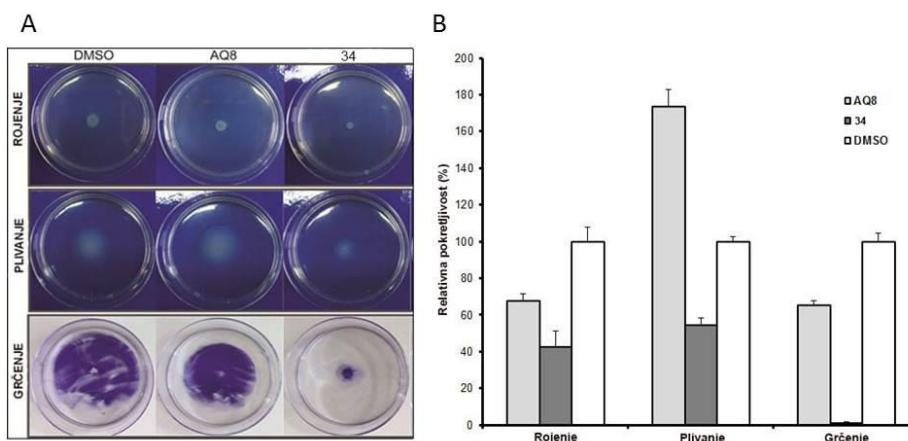 A
DMSO AQ8 34
ROJENJE
PLIVANJE
GRČENJE
B
Relativna pokretljivost (%)
200
180
160
140
120
100
80
60
40
20
0
AQ8
34
DMSO
Rojenje Plivanje Grčenje